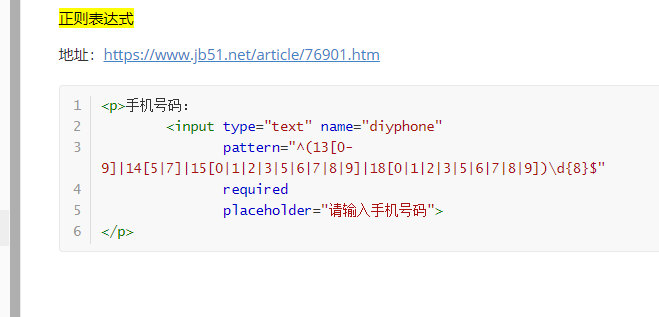 正则表达式
地址：https://www.jb51.net/article/76901.htm
1 <p>手机号码：
2 <input type="text" name="diyphone"
3 pattern="^(13[0-
9]|14[5|7]|15[0|1|2|3|5|6|7|8|9]|18[0|1|2|3|5|6|7|8|9])\d{8}$"
4 required
5 placeholder="请输入手机号码">
6 </p>